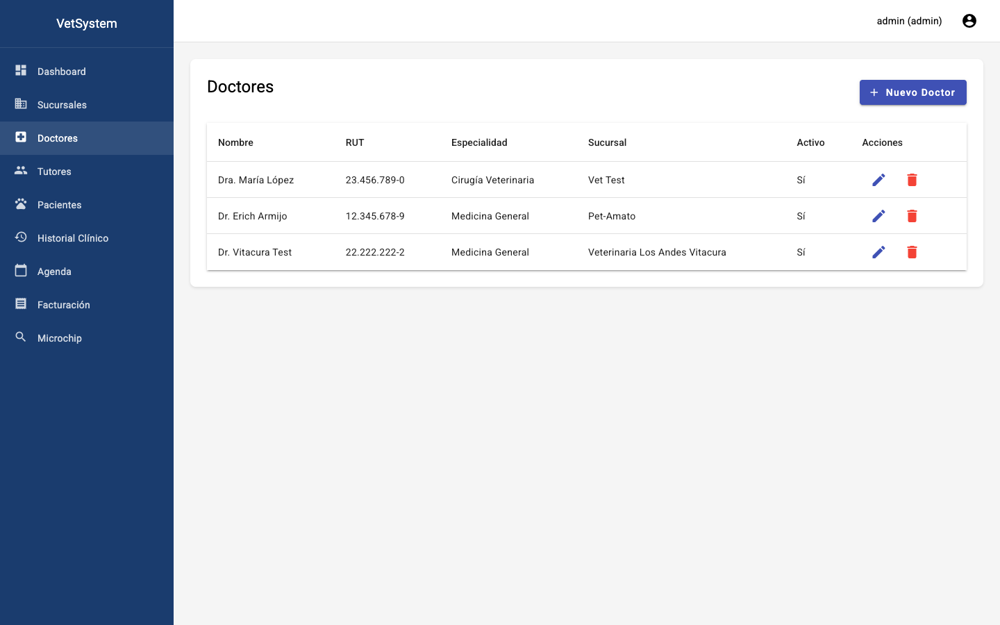 VetSystem
admin (admin)
Dashboard
Sucursales
Doctores
Tutores
Pacientes
Historial Clínico
Agenda
Facturación
Microchip
Doctores
Nuevo Doctor
Nombre RUT Especialidad Sucursal Activo Acciones
Dra. María López 23.456.789-0 Cirugía Veterinaria Vet Test Sí
Dr. Erich Armijo 12.345.678-9 Medicina General Pet-Amato Sí
Dr. Vitacura Test 22.222.222-2 Medicina General Veterinaria Los Andes Vitacura Sí